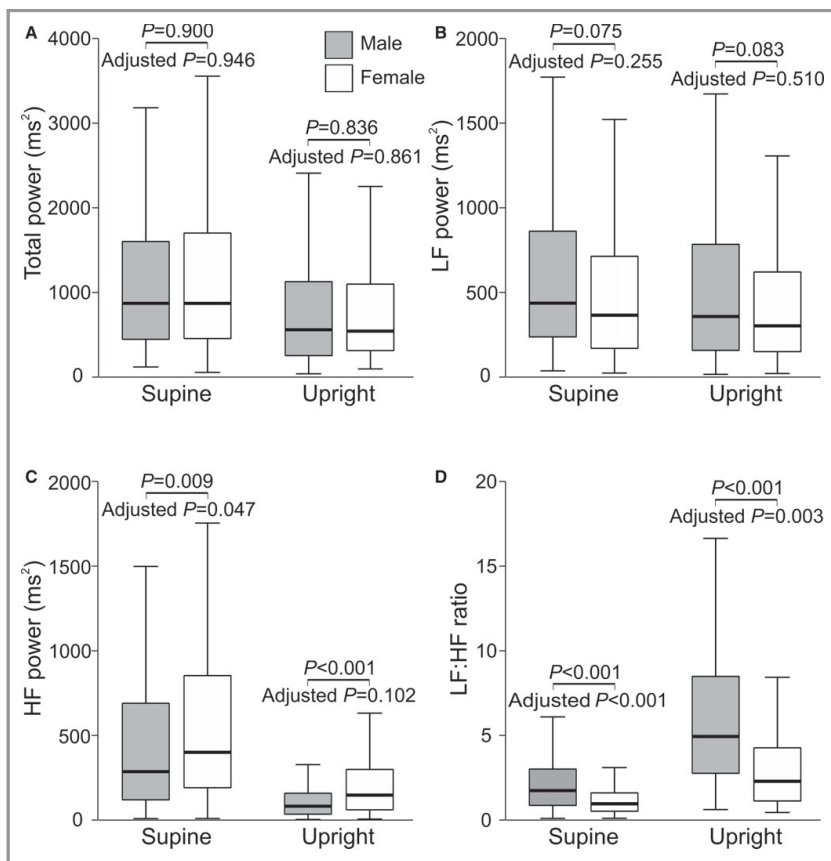 A
P=0.900
Adjusted P=0.946
Male
Female
P=0.836
Adjusted P=0.861
Total power (ms²)
4000
3000
2000
1000
0
Supine
Upright
B
P=0.075
Adjusted P=0.255
P=0.083
Adjusted P=0.510
LF power (ms²)
2000
1500
1000
500
0
Supine
Upright
C
P=0.009
Adjusted P=0.047
P<0.001
Adjusted P=0.102
HF power (ms²)
2000
1500
1000
500
0
Supine
Upright
D
P<0.001
Adjusted P=0.003
P<0.001
Adjusted P<0.001
LF:HF ratio
20
15
10
5
0
Supine
Upright